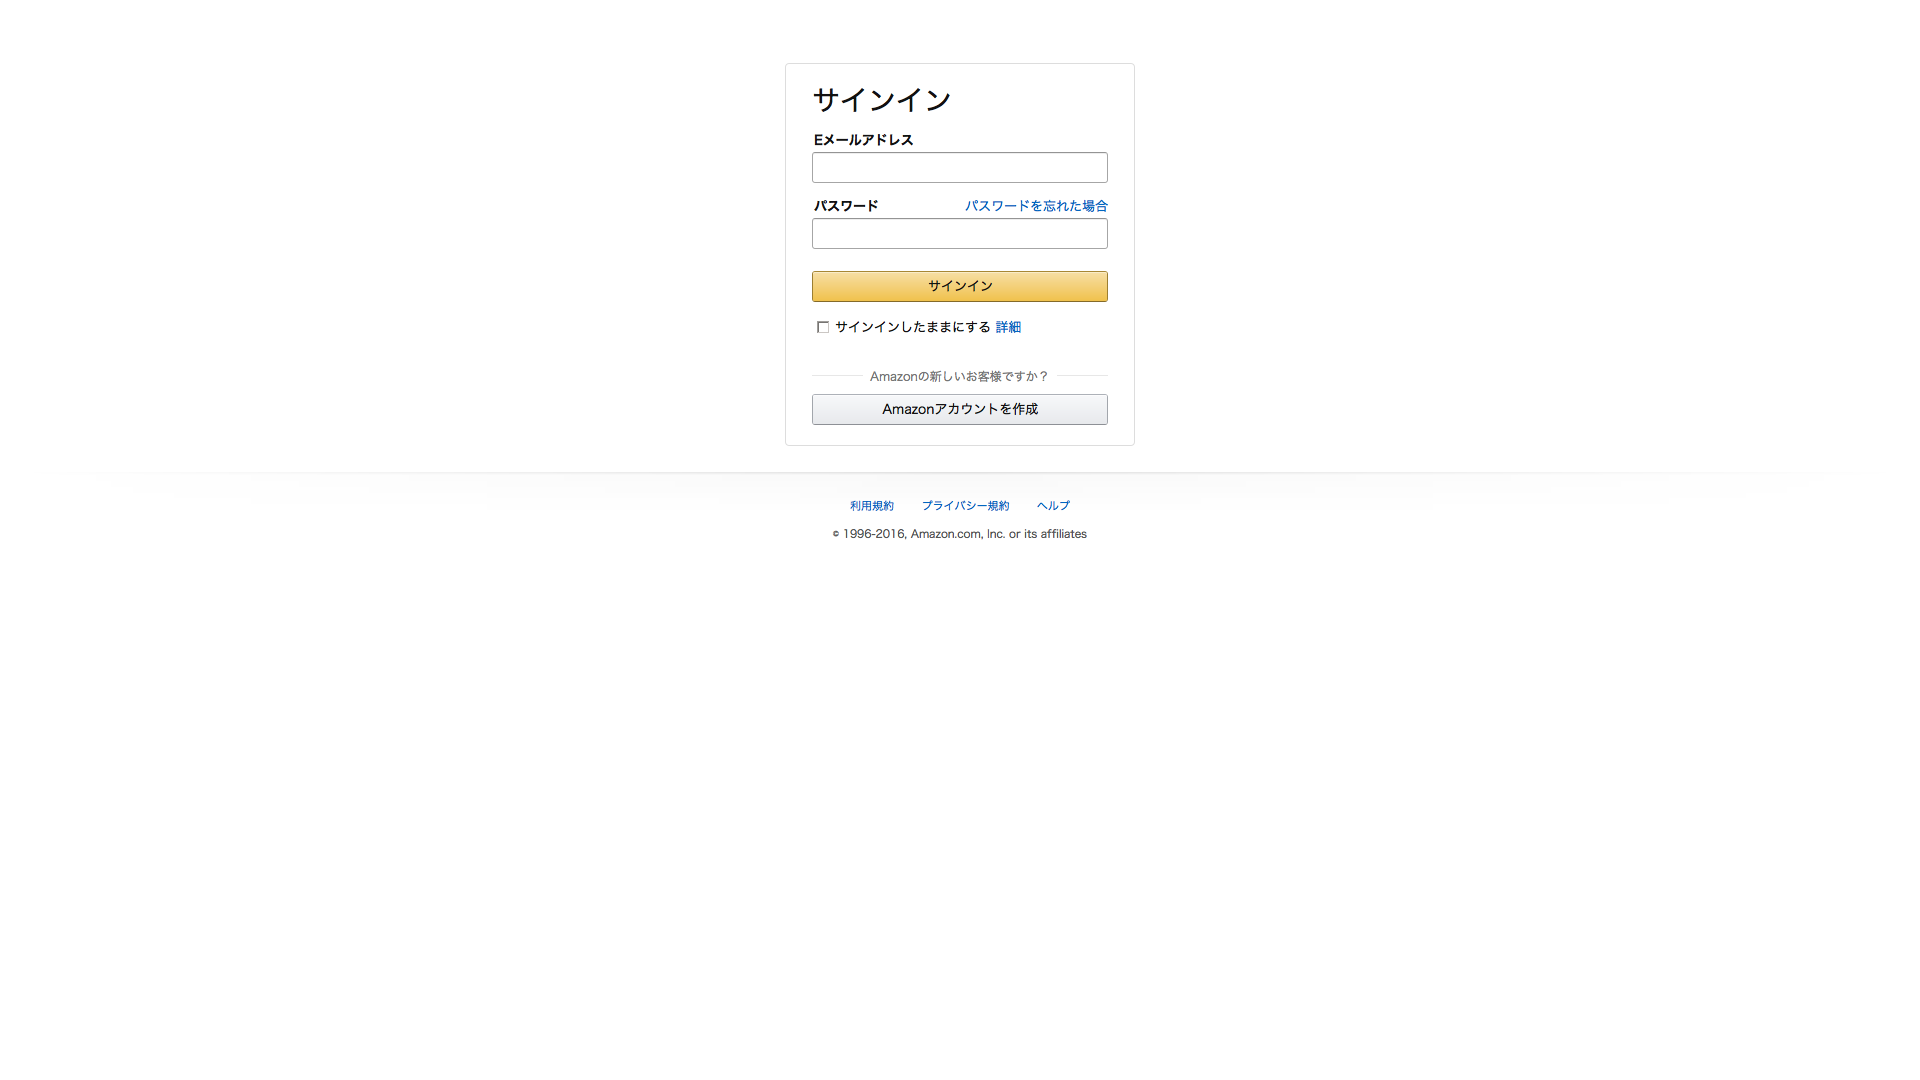 サインイン
Eメールアドレス
パスワード パスワードを忘れた場合
サインイン
サインインしたままにする 詳細
Amazonの新しいお客様ですか？
Amazonアカウントを作成
利用規約 プライバシー規約 ヘルプ
© 1996-2016, Amazon.com, Inc. or its affiliates